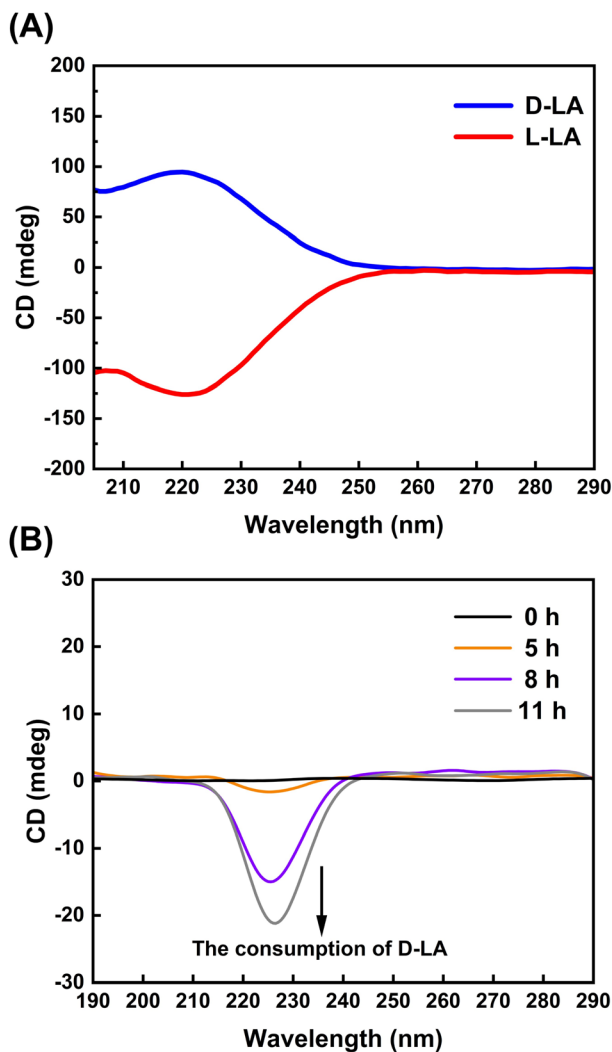 (A)
200
150
100
50
0
-50
-100
-150
-200
CD (mdeg)
D-LA
L-LA
210 220 230 240 250 260 270 280 290
Wavelength (nm)
(B)
30
20
10
0
-10
-20
-30
CD (mdeg)
0 h
5 h
8 h
11 h
The consumption of D-LA
190 200 210 220 230 240 250 260 270 280 290
Wavelength (nm)